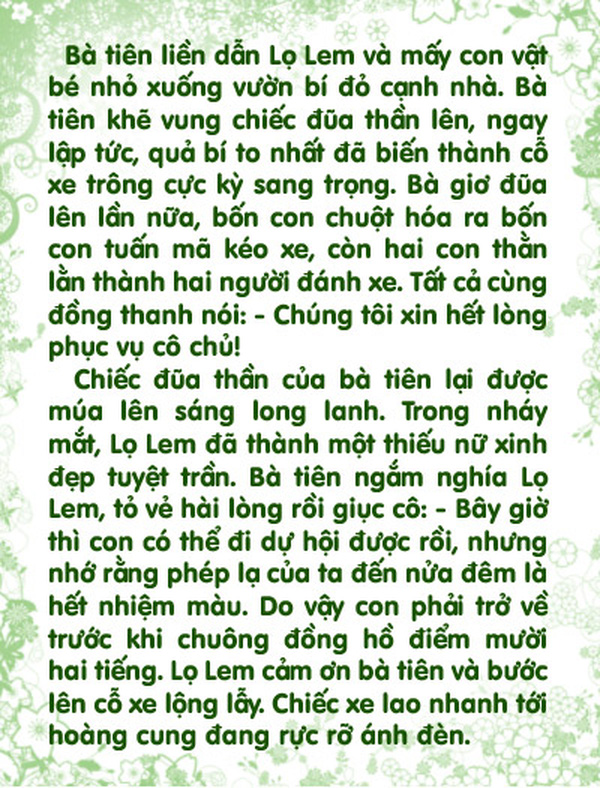 Bà tiên liền dẫn Lọ Lem và mấy con vật
bé nhỏ xuống vườn bí đỏ cạnh nhà. Bà
tiên khẽ vung chiếc đũa thần lên, ngay
lập tức, quả bí to nhất đã biến thành cỗ
xe trông cực kỳ sang trọng. Bà giơ đũa
lên lần nữa, bốn con chuột hóa ra bốn
con tuấn mã kéo xe, còn hai con thằn
lằn thành hai người đánh xe. Tất cả cùng
đồng thanh nói: - Chúng tôi xin hết lòng
phục vụ cô chủ!
Chiếc đũa thần của bà tiên lại được
múa lên sáng long lanh. Trong nháy
mắt, Lọ Lem đã thành một thiếu nữ xinh
đẹp tuyệt trần. Bà tiên ngắm nghía Lọ
Lem, tỏ vẻ hài lòng rồi giục cô: - Bây giờ
thì con có thể đi dự hội được rồi, nhưng
nhớ rằng phép lạ của ta đến nửa đêm là
hết nhiệm màu. Do vậy con phải trở về
trước khi chuông đồng hồ điểm mười
hai tiếng. Lọ Lem cảm ơn bà tiên và bước
lên cỗ xe lộng lẫy. Chiếc xe lao nhanh tới
hoàng cung đang rực rỡ ánh đèn.